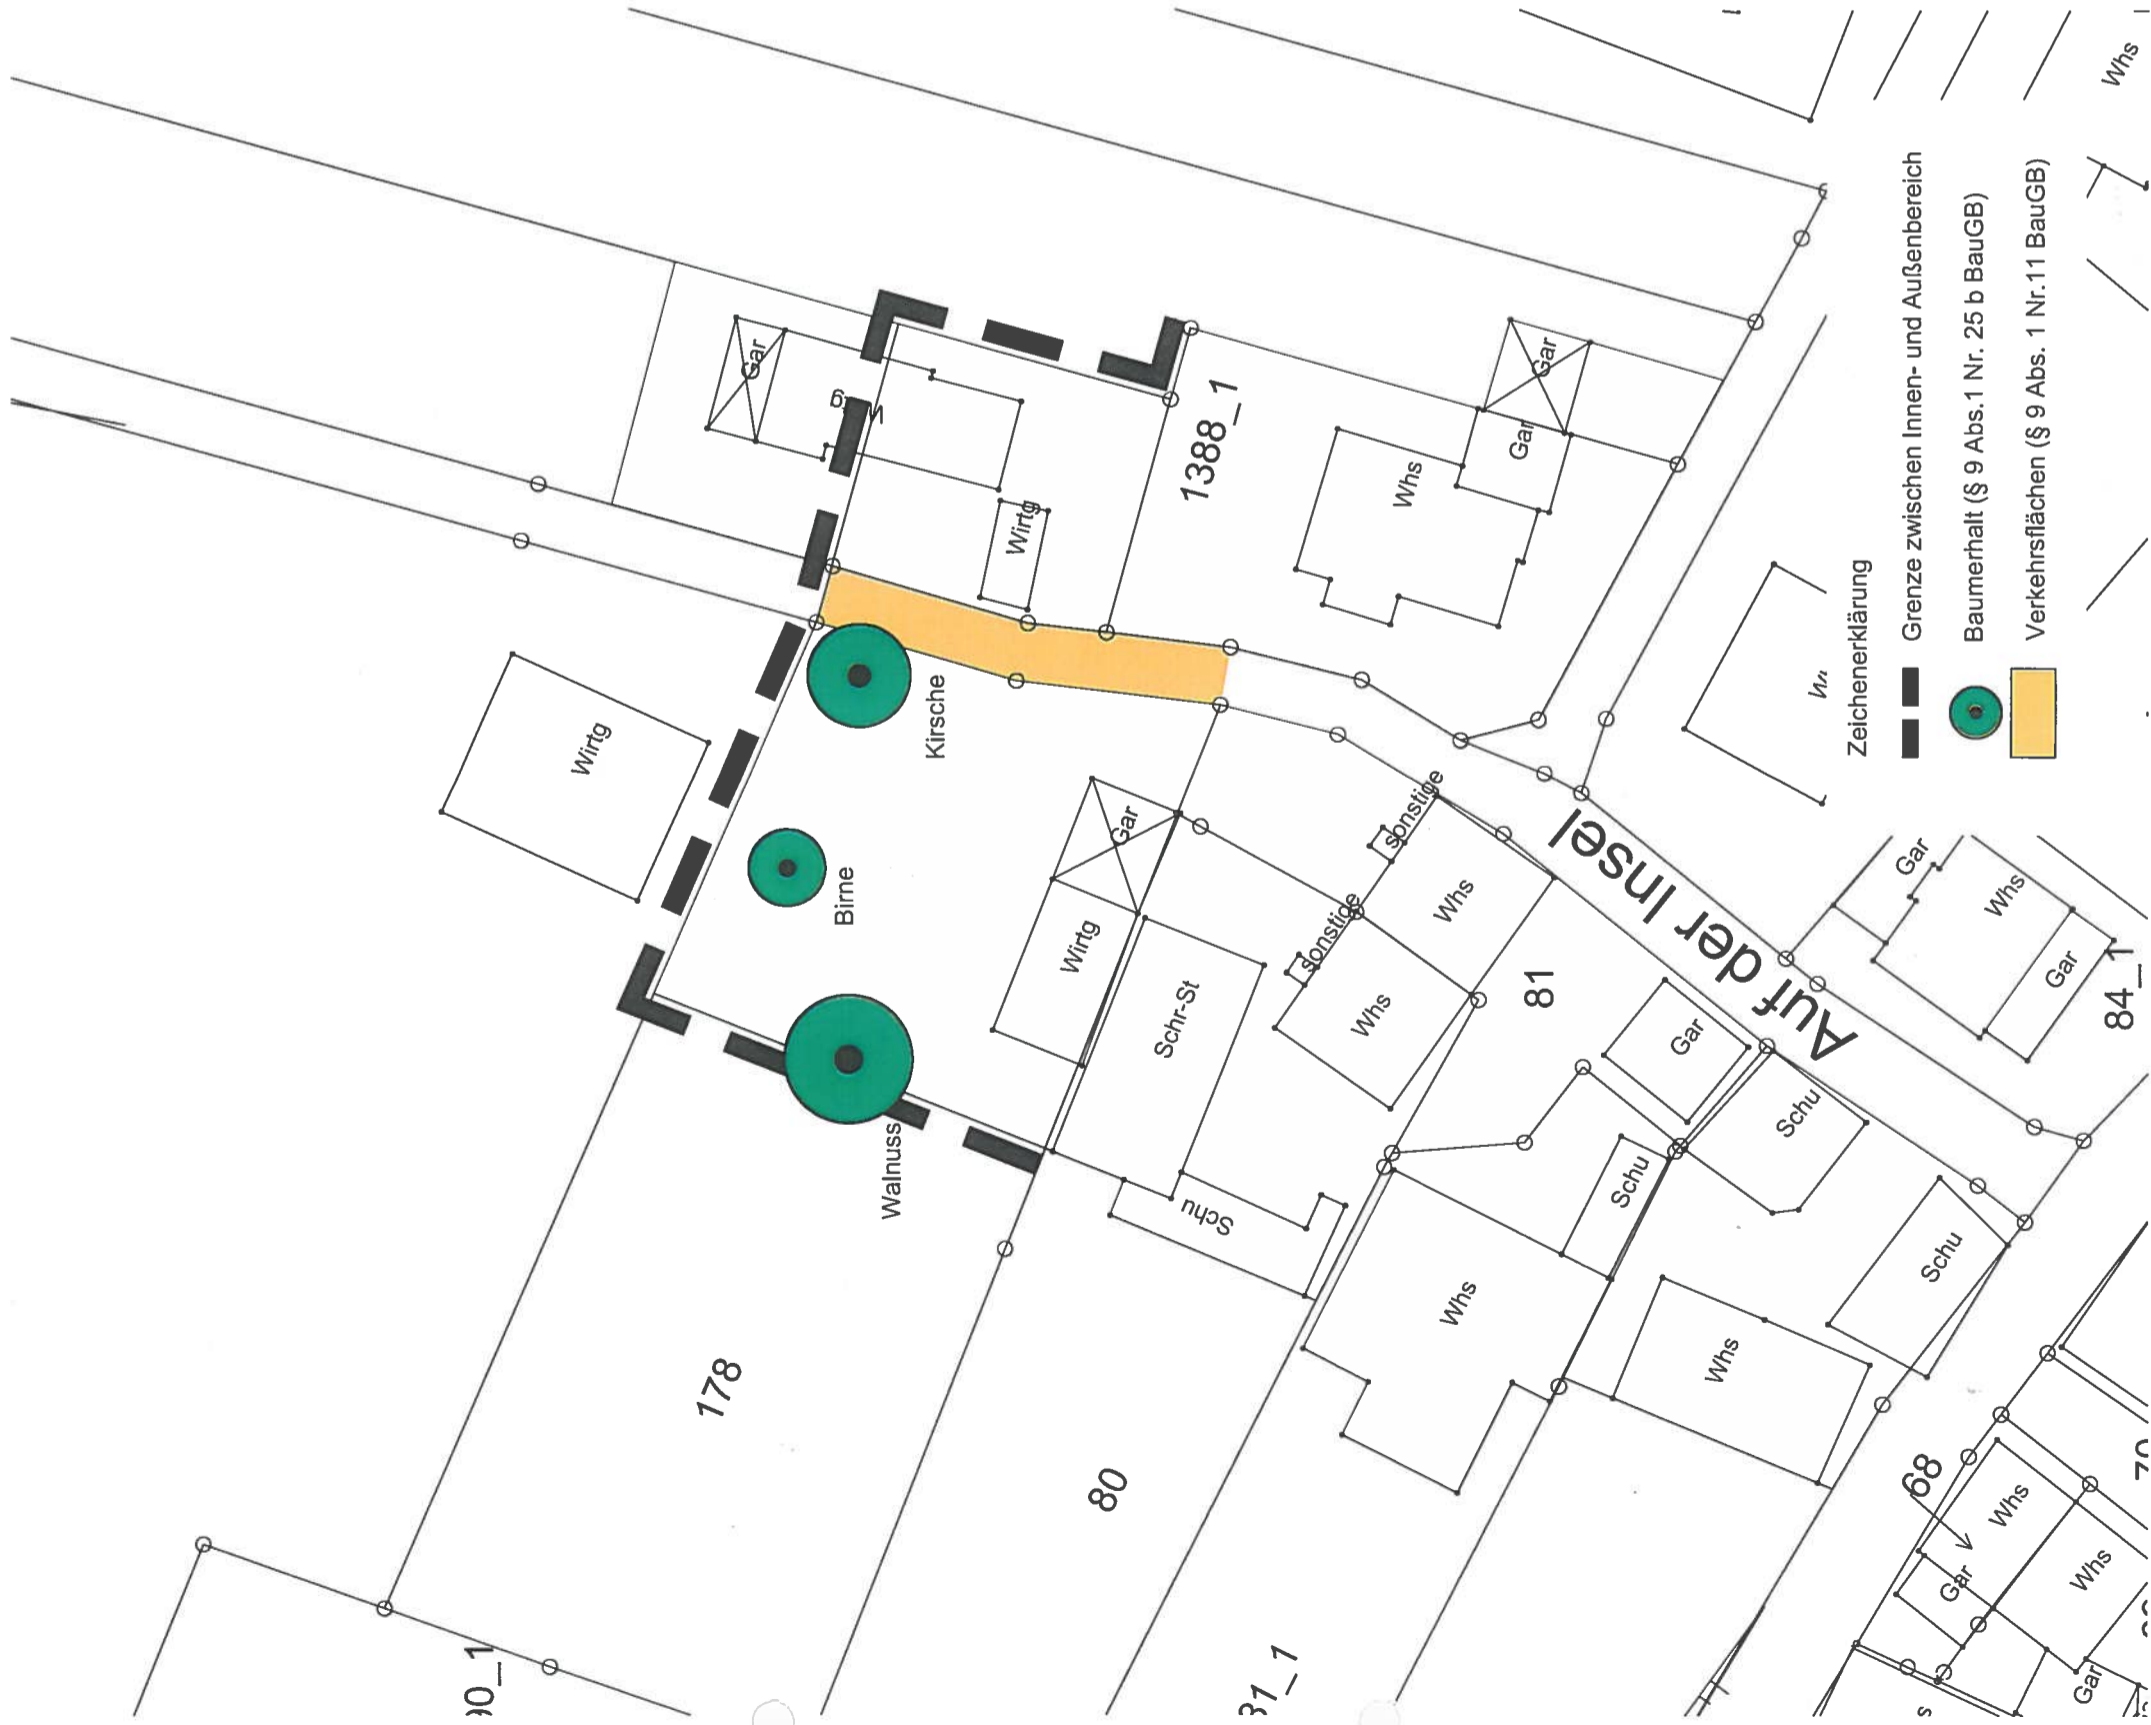 Gar
Wirtg
Wirtg
1388_1
Gar
Gar
Whs
Kirsche
Birne
Walnuss
Gar
Wirtg
Schr-St
Schu
sonstige
sonstige
Whs
Whs
81
Auf der Insel
Gar
Schu
Schu
Schu
Whs
Whs
178
80
Gar
Whs
Gar
84_1
68
Whs
Gar
Whs
Gar
Whs
Zeichenerklärung
Grenze zwischen Innen- und Außenbereich
Baumerhalt (§ 9 Abs.1 Nr. 25 b BauGB)
Verkehrsflächen (§ 9 Abs. 1 Nr.11 BauGB)